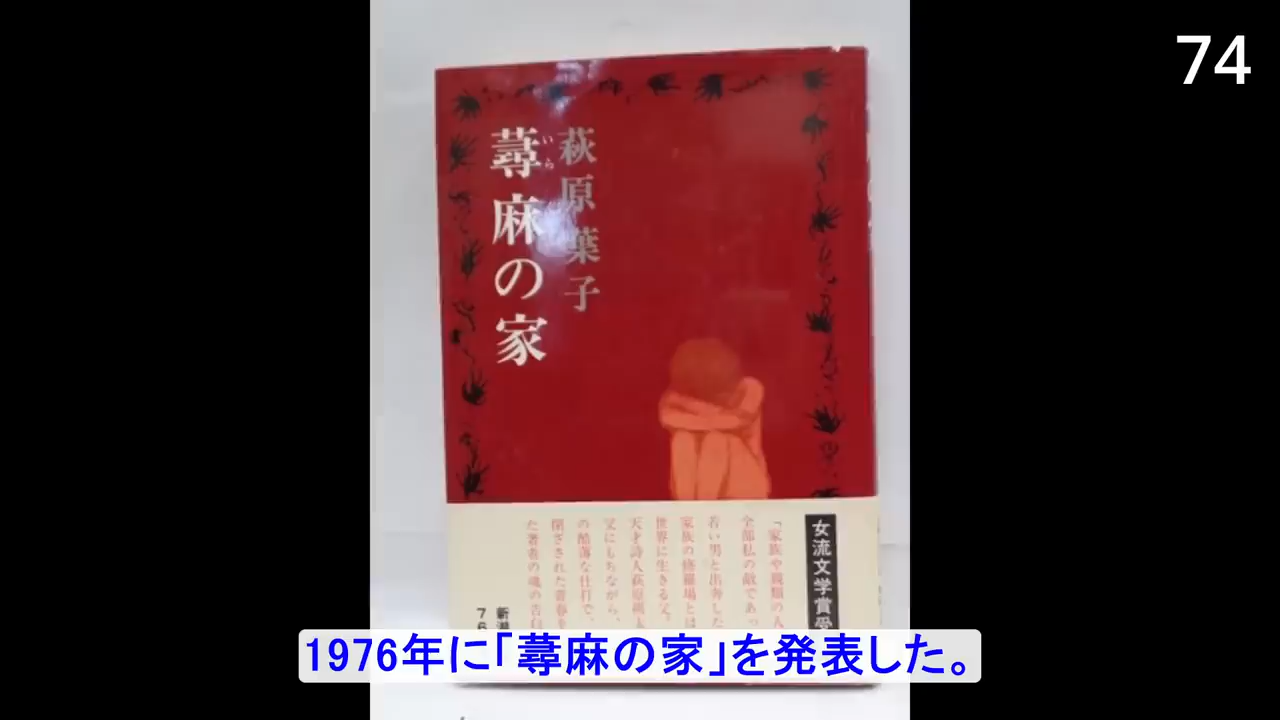 74
萩原葉子
蕁麻の家
いら
女流文学賞受
「家族や親類の人
全部私の敵であっ
若い男と出奔した
家族の修羅場とは
世界に生きる父。
天才詩人萩原朔太
父にもちながら、
の酷薄な仕打で、
閉ざされた青春を
た著者の魂の告白
新潮
76
1976年に「蕁麻の家」を発表した。